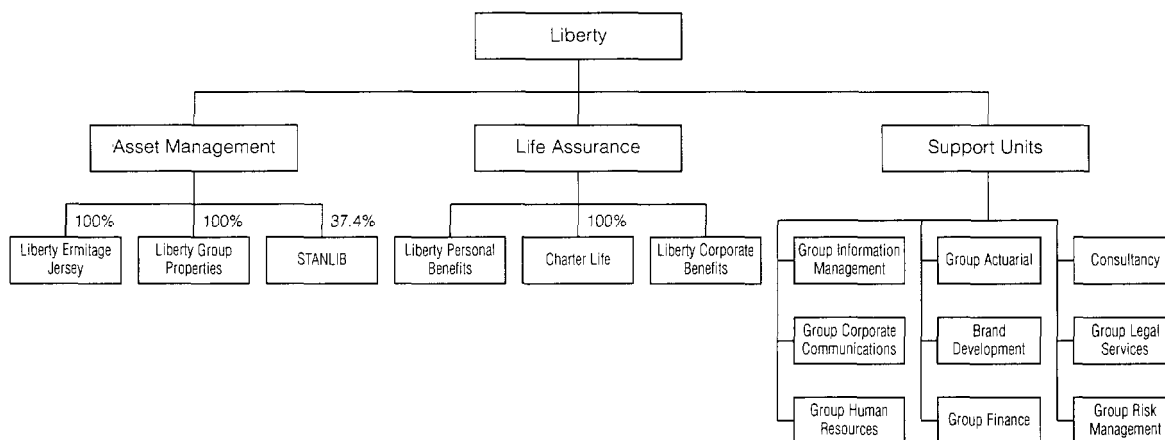 Liberty
Asset Management
Life Assurance
Support Units
100%
100%
37.4%
100%
Liberty Ermitage
Jersey
Liberty Group
Properties
STANLIB
Liberty Personal
Benefits
Charter Life
Liberty Corporate
Benefits
Group Information
Management
Group Actuarial
Consultancy
Group Corporate
Communications
Brand
Development
Group Legal
Services
Group Human
Resources
Group Finance
Group Risk
Management